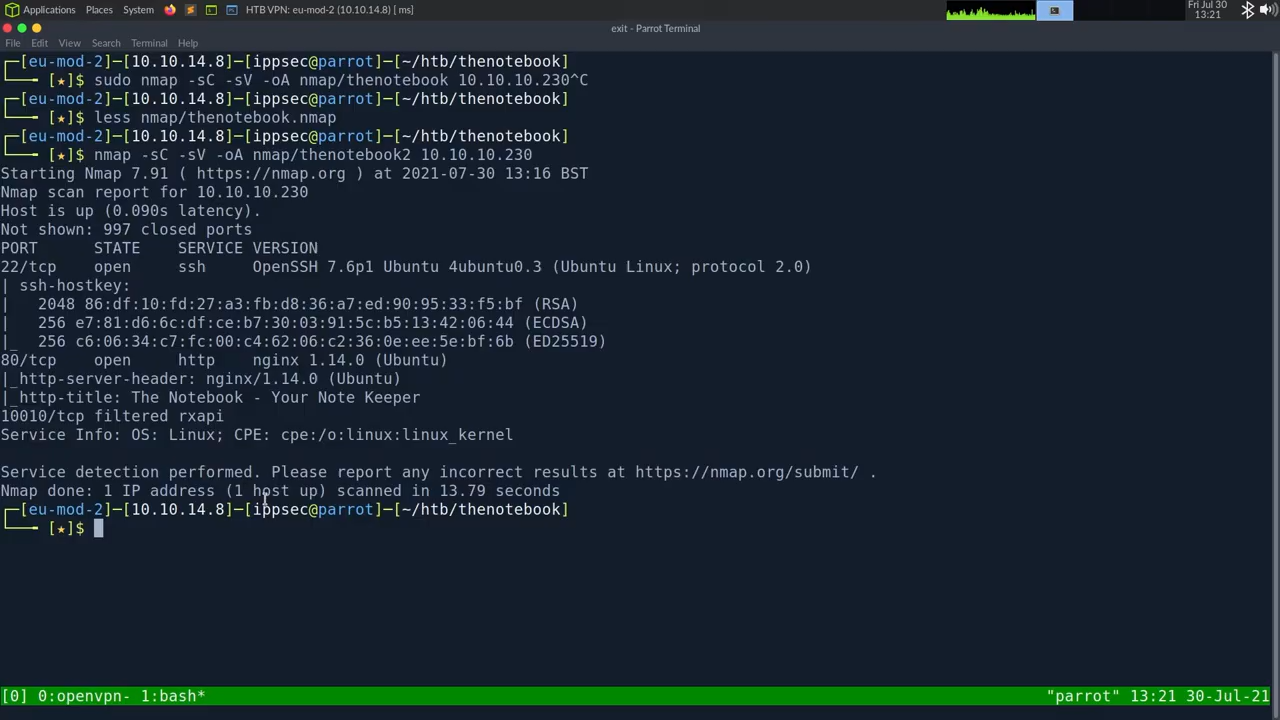 Applications Places System HTB VPN: eu-mod-2 (10.10.14.8) [ ms] Fri Jul 30
13:21
exit - Parrot Terminal
File Edit View Search Terminal Help
┌─[eu-mod-2]─[10.10.14.8]─[ippsec@parrot]─[~/htb/thenotebook]
└──╼ [★]$ sudo nmap -sC -sV -oA nmap/thenotebook 10.10.10.230^C
┌─[eu-mod-2]─[10.10.14.8]─[ippsec@parrot]─[~/htb/thenotebook]
└──╼ [★]$ less nmap/thenotebook.nmap
┌─[eu-mod-2]─[10.10.14.8]─[ippsec@parrot]─[~/htb/thenotebook]
└──╼ [★]$ nmap -sC -sV -oA nmap/thenotebook2 10.10.10.230
Starting Nmap 7.91 ( https://nmap.org ) at 2021-07-30 13:16 BST
Nmap scan report for 10.10.10.230
Host is up (0.090s latency).
Not shown: 997 closed ports
PORT STATE SERVICE VERSION
22/tcp open ssh OpenSSH 7.6p1 Ubuntu 4ubuntu0.3 (Ubuntu Linux; protocol 2.0)
| ssh-hostkey:
| 2048 86:df:10:fd:27:a3:fb:d8:36:a7:ed:90:95:33:f5:bf (RSA)
| 256 e7:81:d6:6c:df:ce:b7:30:03:91:5c:b5:13:42:06:44 (ECDSA)
|_ 256 c6:06:34:c7:fc:00:c4:62:06:c2:36:0e:ee:5e:bf:6b (ED25519)
80/tcp open http nginx 1.14.0 (Ubuntu)
|_http-server-header: nginx/1.14.0 (Ubuntu)
|_http-title: The Notebook - Your Note Keeper
10010/tcp filtered rxapi
Service Info: OS: Linux; CPE: cpe:/o:linux:linux_kernel
Service detection performed. Please report any incorrect results at https://nmap.org/submit/ .
Nmap done: 1 IP address (1 host up) scanned in 13.79 seconds
┌─[eu-mod-2]─[10.10.14.8]─[ippsec@parrot]─[~/htb/thenotebook]
└──╼ [★]$
[0] 0:openvpn- 1:bash* "parrot" 13:21 30-Jul-21